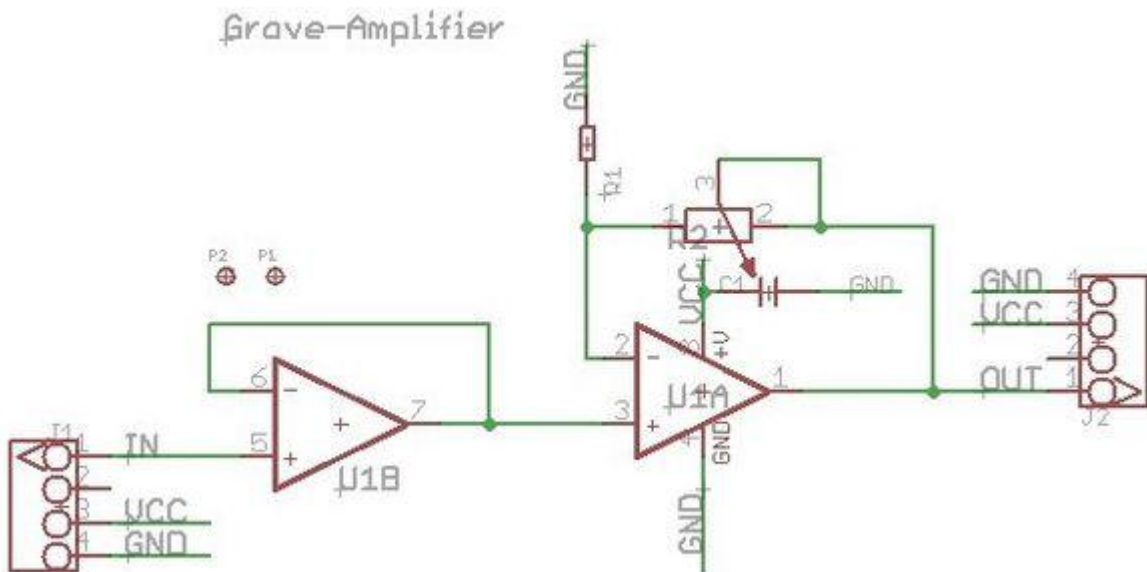 Grove-Amplifier
GND
R1
3
1
2
R2
P2
P1
VCC
C1
GND
GND
4
VCC
3
2
OUT
1
J2
6
-
7
+
5
+
U1B
2
-
8
+V
1
U1A
3
+
4
GND
GND
J1
1
IN
2
3
VCC
4
GND